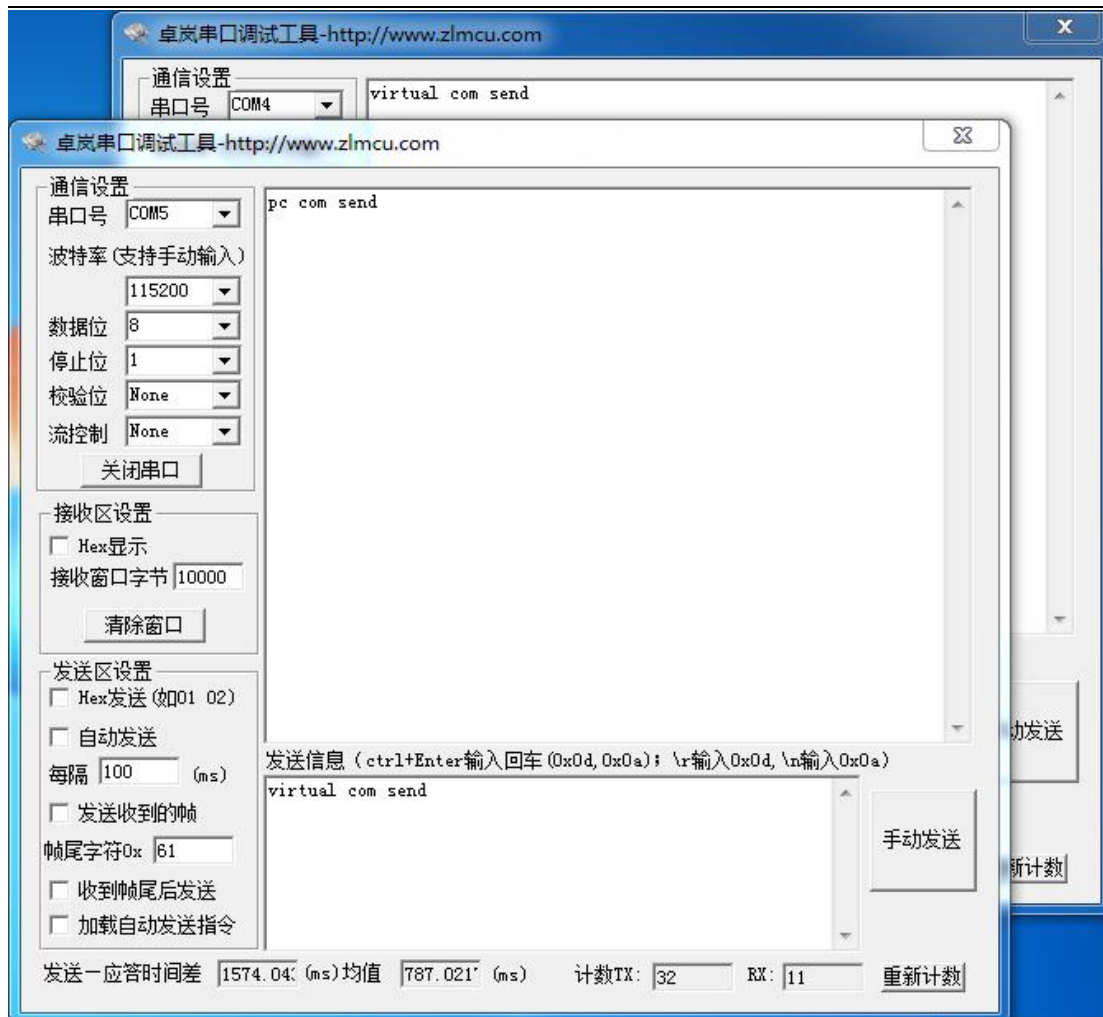 卓岚串口调试工具-http://www.zlmcu.com
通信设置
串口号 COM4
virtual com send
卓岚串口调试工具-http://www.zlmcu.com
通信设置
串口号 COM5
pc com send
波特率(支持手动输入)
115200
数据位 8
停止位 1
校验位 None
流控制 None
关闭串口
接收区设置
Hex显示
接收窗口字节 10000
清除窗口
发送区设置
Hex发送(如01 02)
自动发送
每隔 100 (ms)
发送收到的帧
帧尾字符0x 61
收到帧尾后发送
加载自动发送指令
发送信息(ctrl+Enter输入回车(0x0d,0x0a); \r输入0x0d,\n输入0x0a)
virtual com send
手动发送
动发送
新计数
发送一应答时间差 1574.04 (ms)均值 787.021 (ms) 计数TX: 32 RX: 11 重新计数